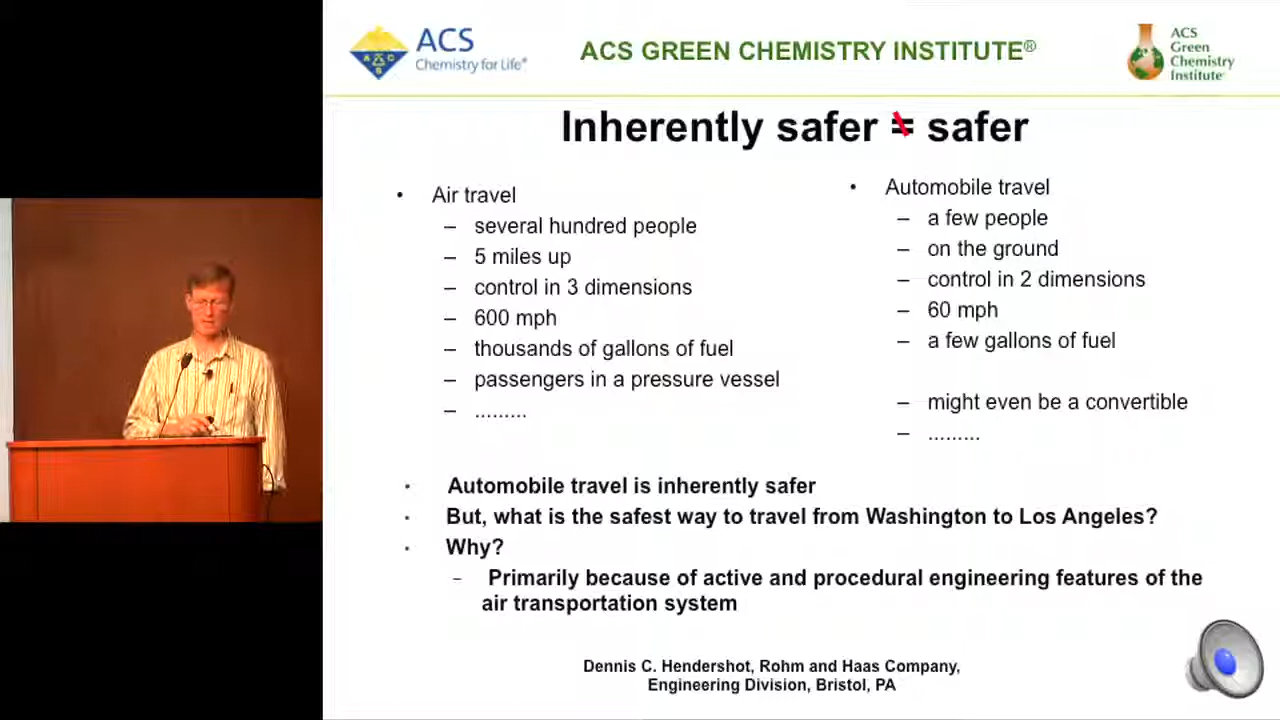 ACS
Chemistry for Life®
ACS GREEN CHEMISTRY INSTITUTE®
ACS
Green
Chemistry
Institute®
Inherently safer ≠ safer
• Air travel
– several hundred people
– 5 miles up
– control in 3 dimensions
– 600 mph
– thousands of gallons of fuel
– passengers in a pressure vessel
– .........
• Automobile travel
– a few people
– on the ground
– control in 2 dimensions
– 60 mph
– a few gallons of fuel
– might even be a convertible
– .........
• Automobile travel is inherently safer
• But, what is the safest way to travel from Washington to Los Angeles?
• Why?
– Primarily because of active and procedural engineering features of the
air transportation system
Dennis C. Hendershot, Rohm and Haas Company,
Engineering Division, Bristol, PA